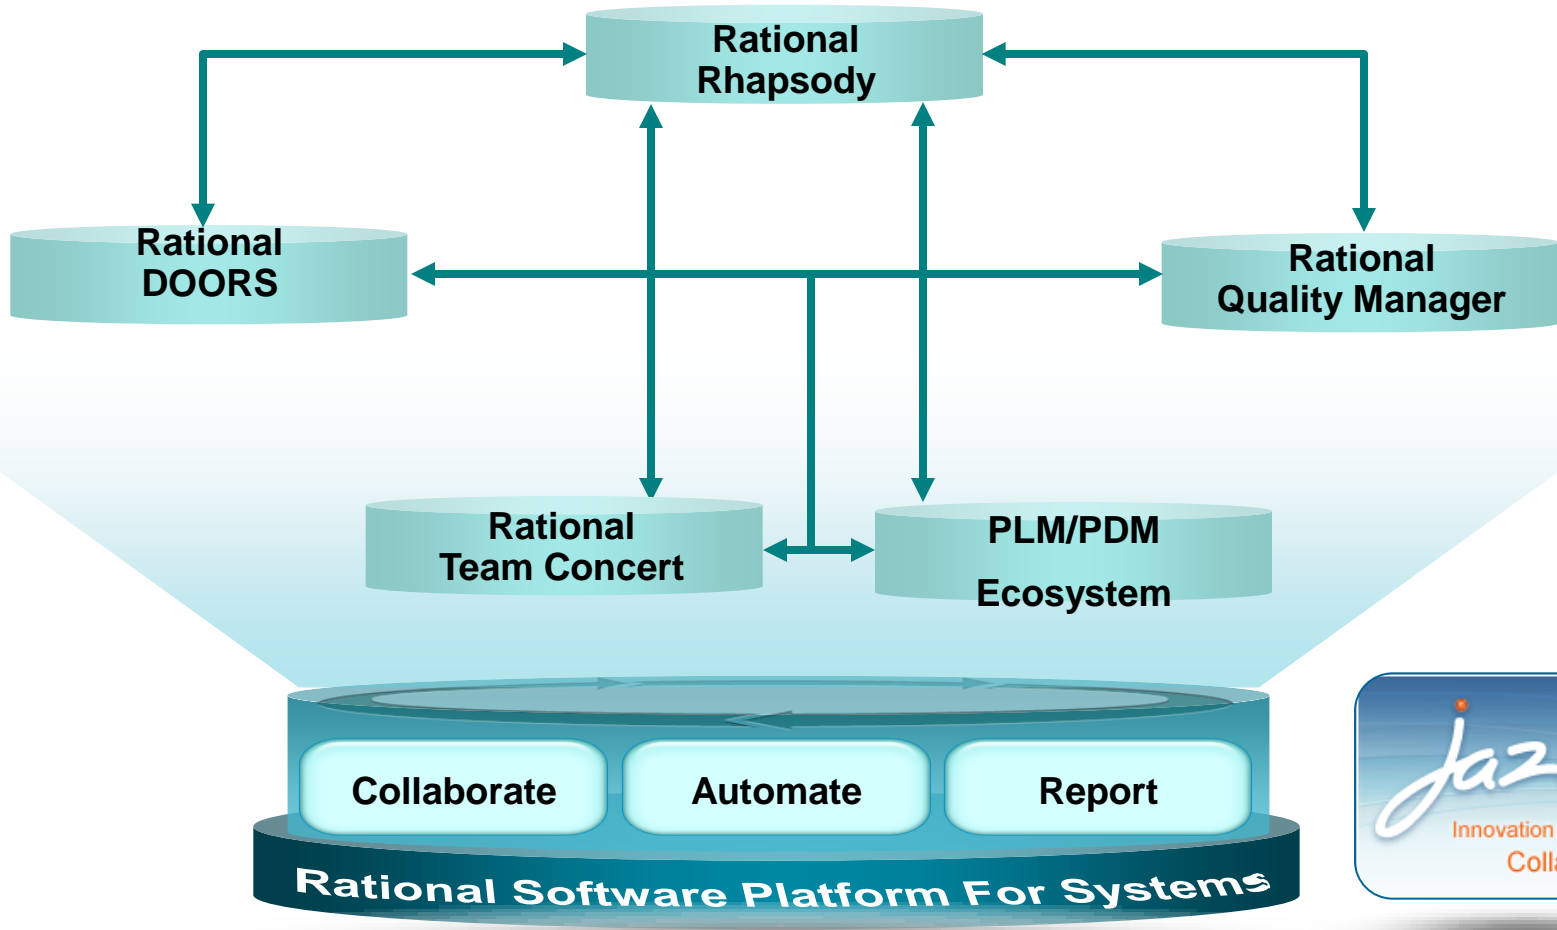 Rational
Rhapsody
Rational
DOORS
Rational
Quality Manager
Rational
Team Concert
PLM/PDM
Ecosystem
Collaborate
Automate
Report
Rational Software Platform For Systems
Innovation